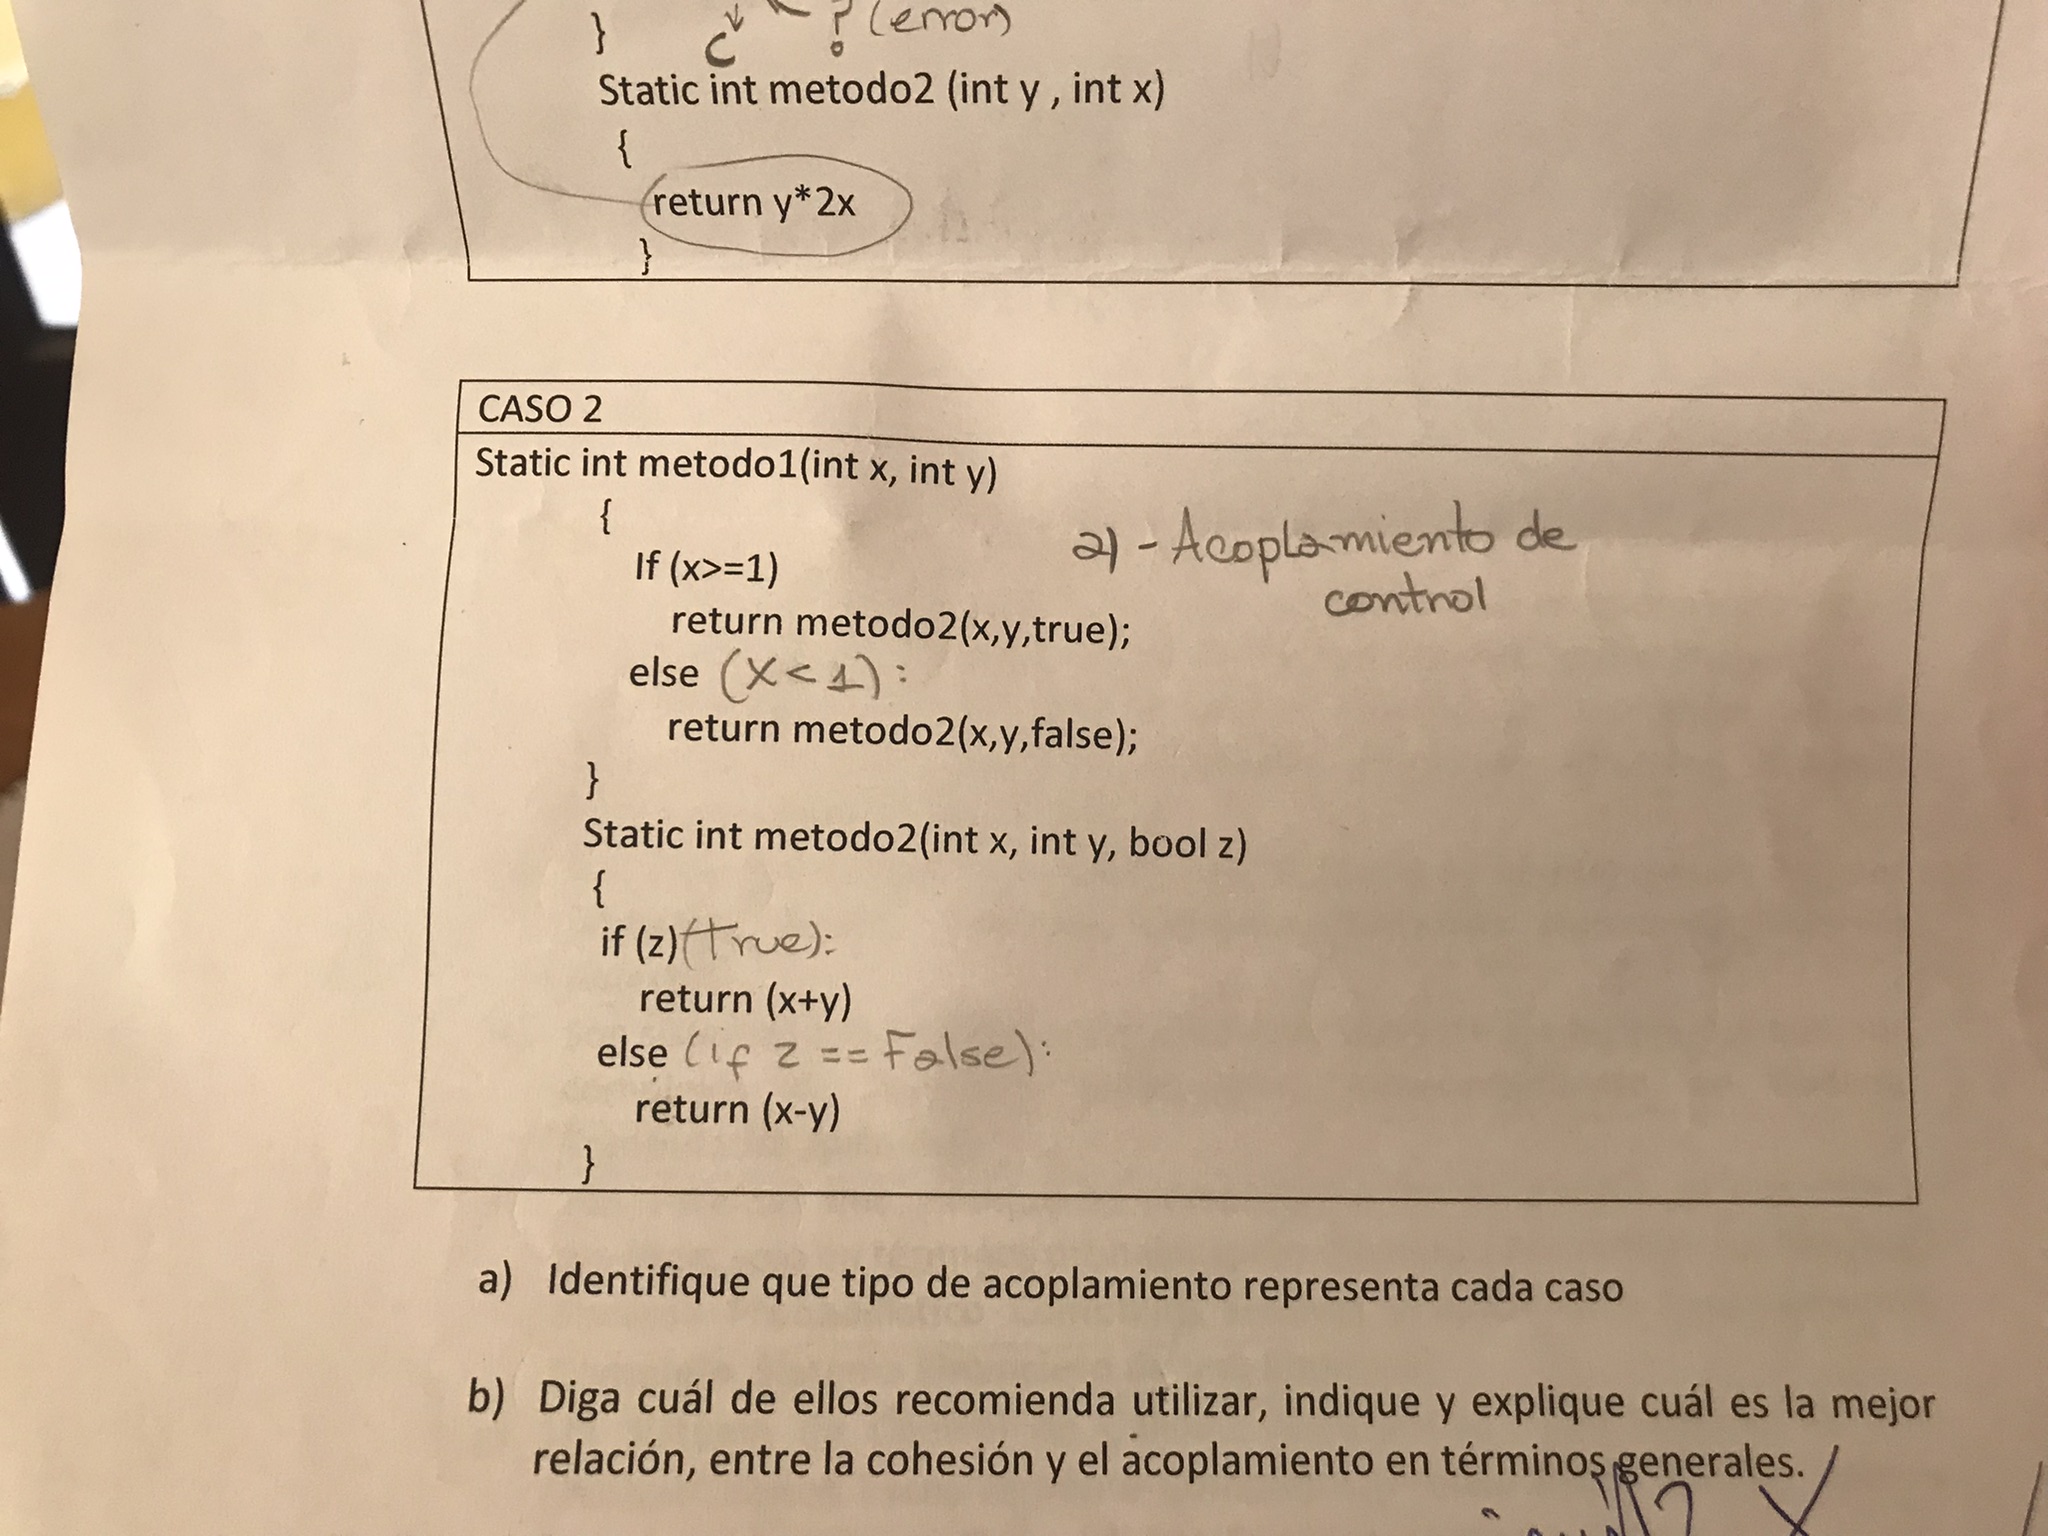 } c ? (error)
Static int metodo2 (int y , int x)
{
return y*2x
}
CASO 2
Static int metodo1(int x, int y)
{
If (x>=1)
a) - Acoplamiento de
control
return metodo2(x,y,true);
else (X < 1) :
return metodo2(x,y,false);
}
Static int metodo2(int x, int y, bool z)
{
if (z) (True):
return (x+y)
else (if z == False):
return (x-y)
}
a) Identifique que tipo de acoplamiento representa cada caso
b) Diga cuál de ellos recomienda utilizar, indique y explique cuál es la mejor
relación, entre la cohesión y el acoplamiento en términos generales.